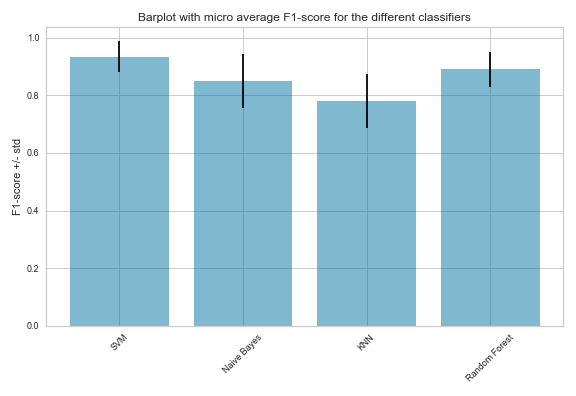 Barplot with micro average F1-score for the different classifiers
F1-score +/- std
1.0
0.8
0.6
0.4
0.2
0.0
SVM
Naive Bayes
KNN
Random Forest